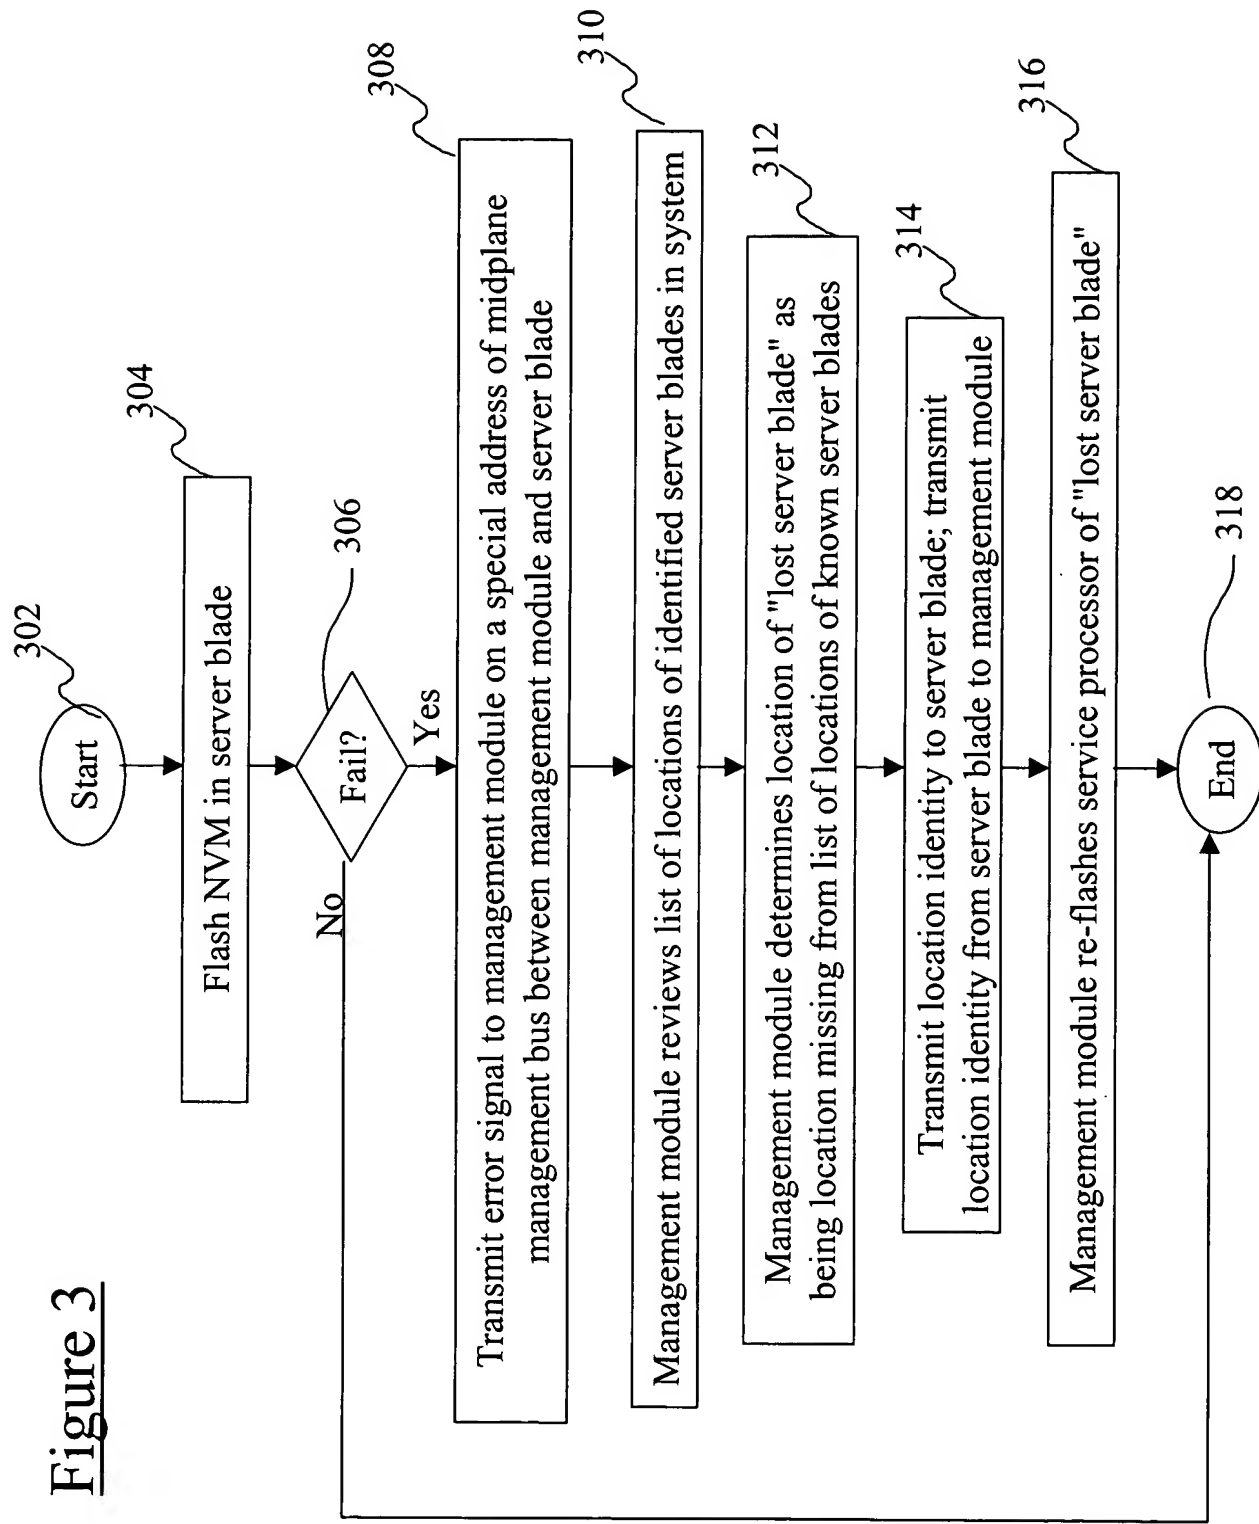 Figure 3
Start
302
Flash NVM in server blade
304
Fail?
306
No
Yes
Transmit error signal to management module on a special address of midplane
management bus between management module and server blade
308
Management module reviews list of locations of identified server blades in system
310
Management module determines location of "lost server blade" as
being location missing from list of locations of known server blades
312
Transmit location identity to server blade; transmit
location identity from server blade to management module
314
Management module re-flashes service processor of "lost server blade"
316
End
318